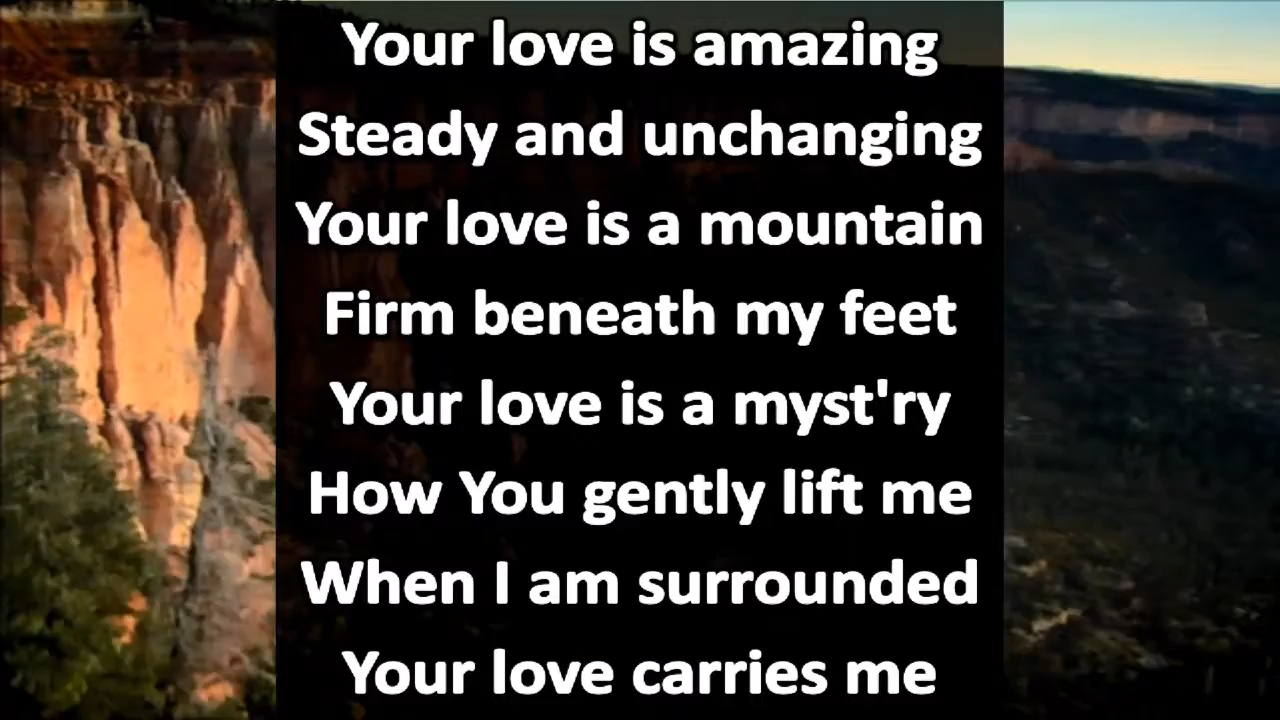 Your love is amazing
Steady and unchanging
Your love is a mountain
Firm beneath my feet
Your love is a myst'ry
How You gently lift me
When I am surrounded
Your love carries me